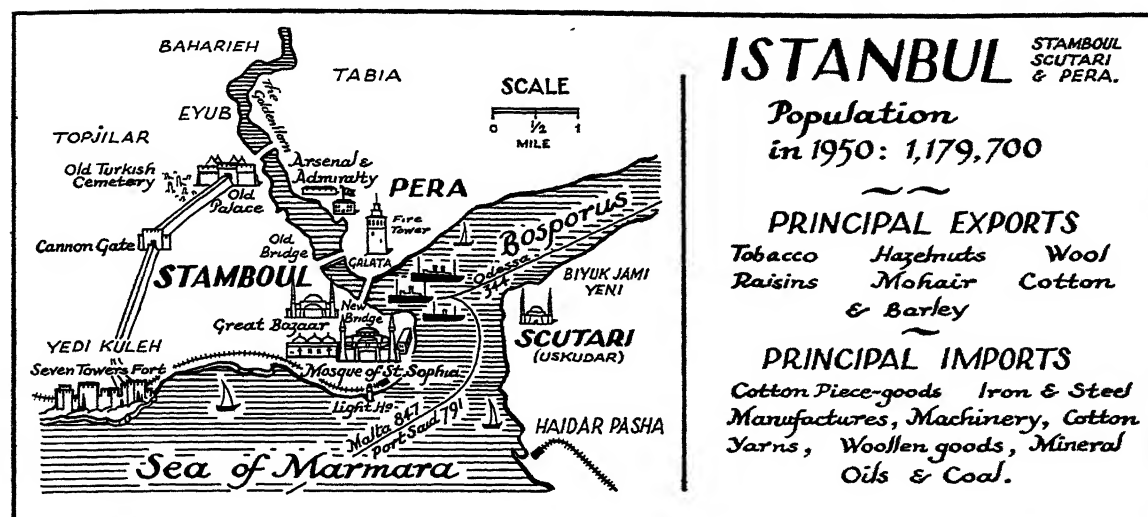 BAHARIEH
TABIA
The Golden Horn
EYUB
TOPJILAR
Old Turkish
Cemetery
Old
Palace
Arsenal &
Admiralty
PERA
SCALE
0 ½ 1
MILE
Fire
Tower
Cannon Gate
Old
Bridge
GALATA
STAMBOUL
Bosporus
Odessa
344
BIYUK JAMI
YENI
New
Bridge
Great Bazaar
SCUTARI
(USKUDAR)
YEDI KULEH
Seven Towers Fort
Mosque of St. Sophia
Light Ho.
Malta 847
Port Said 791
HAIDAR PASHA
Sea of Marmara
ISTANBUL
STAMBOUL
SCUTARI
& PERA.
Population
in 1950: 1,179,700
PRINCIPAL EXPORTS
Tobacco Hazelnuts Wool
Raisins Mohair Cotton
& Barley
PRINCIPAL IMPORTS
Cotton Piece-goods Iron & Steel
Manufactures, Machinery, Cotton
Yarns, Woollen goods, Mineral
Oils & Coal.